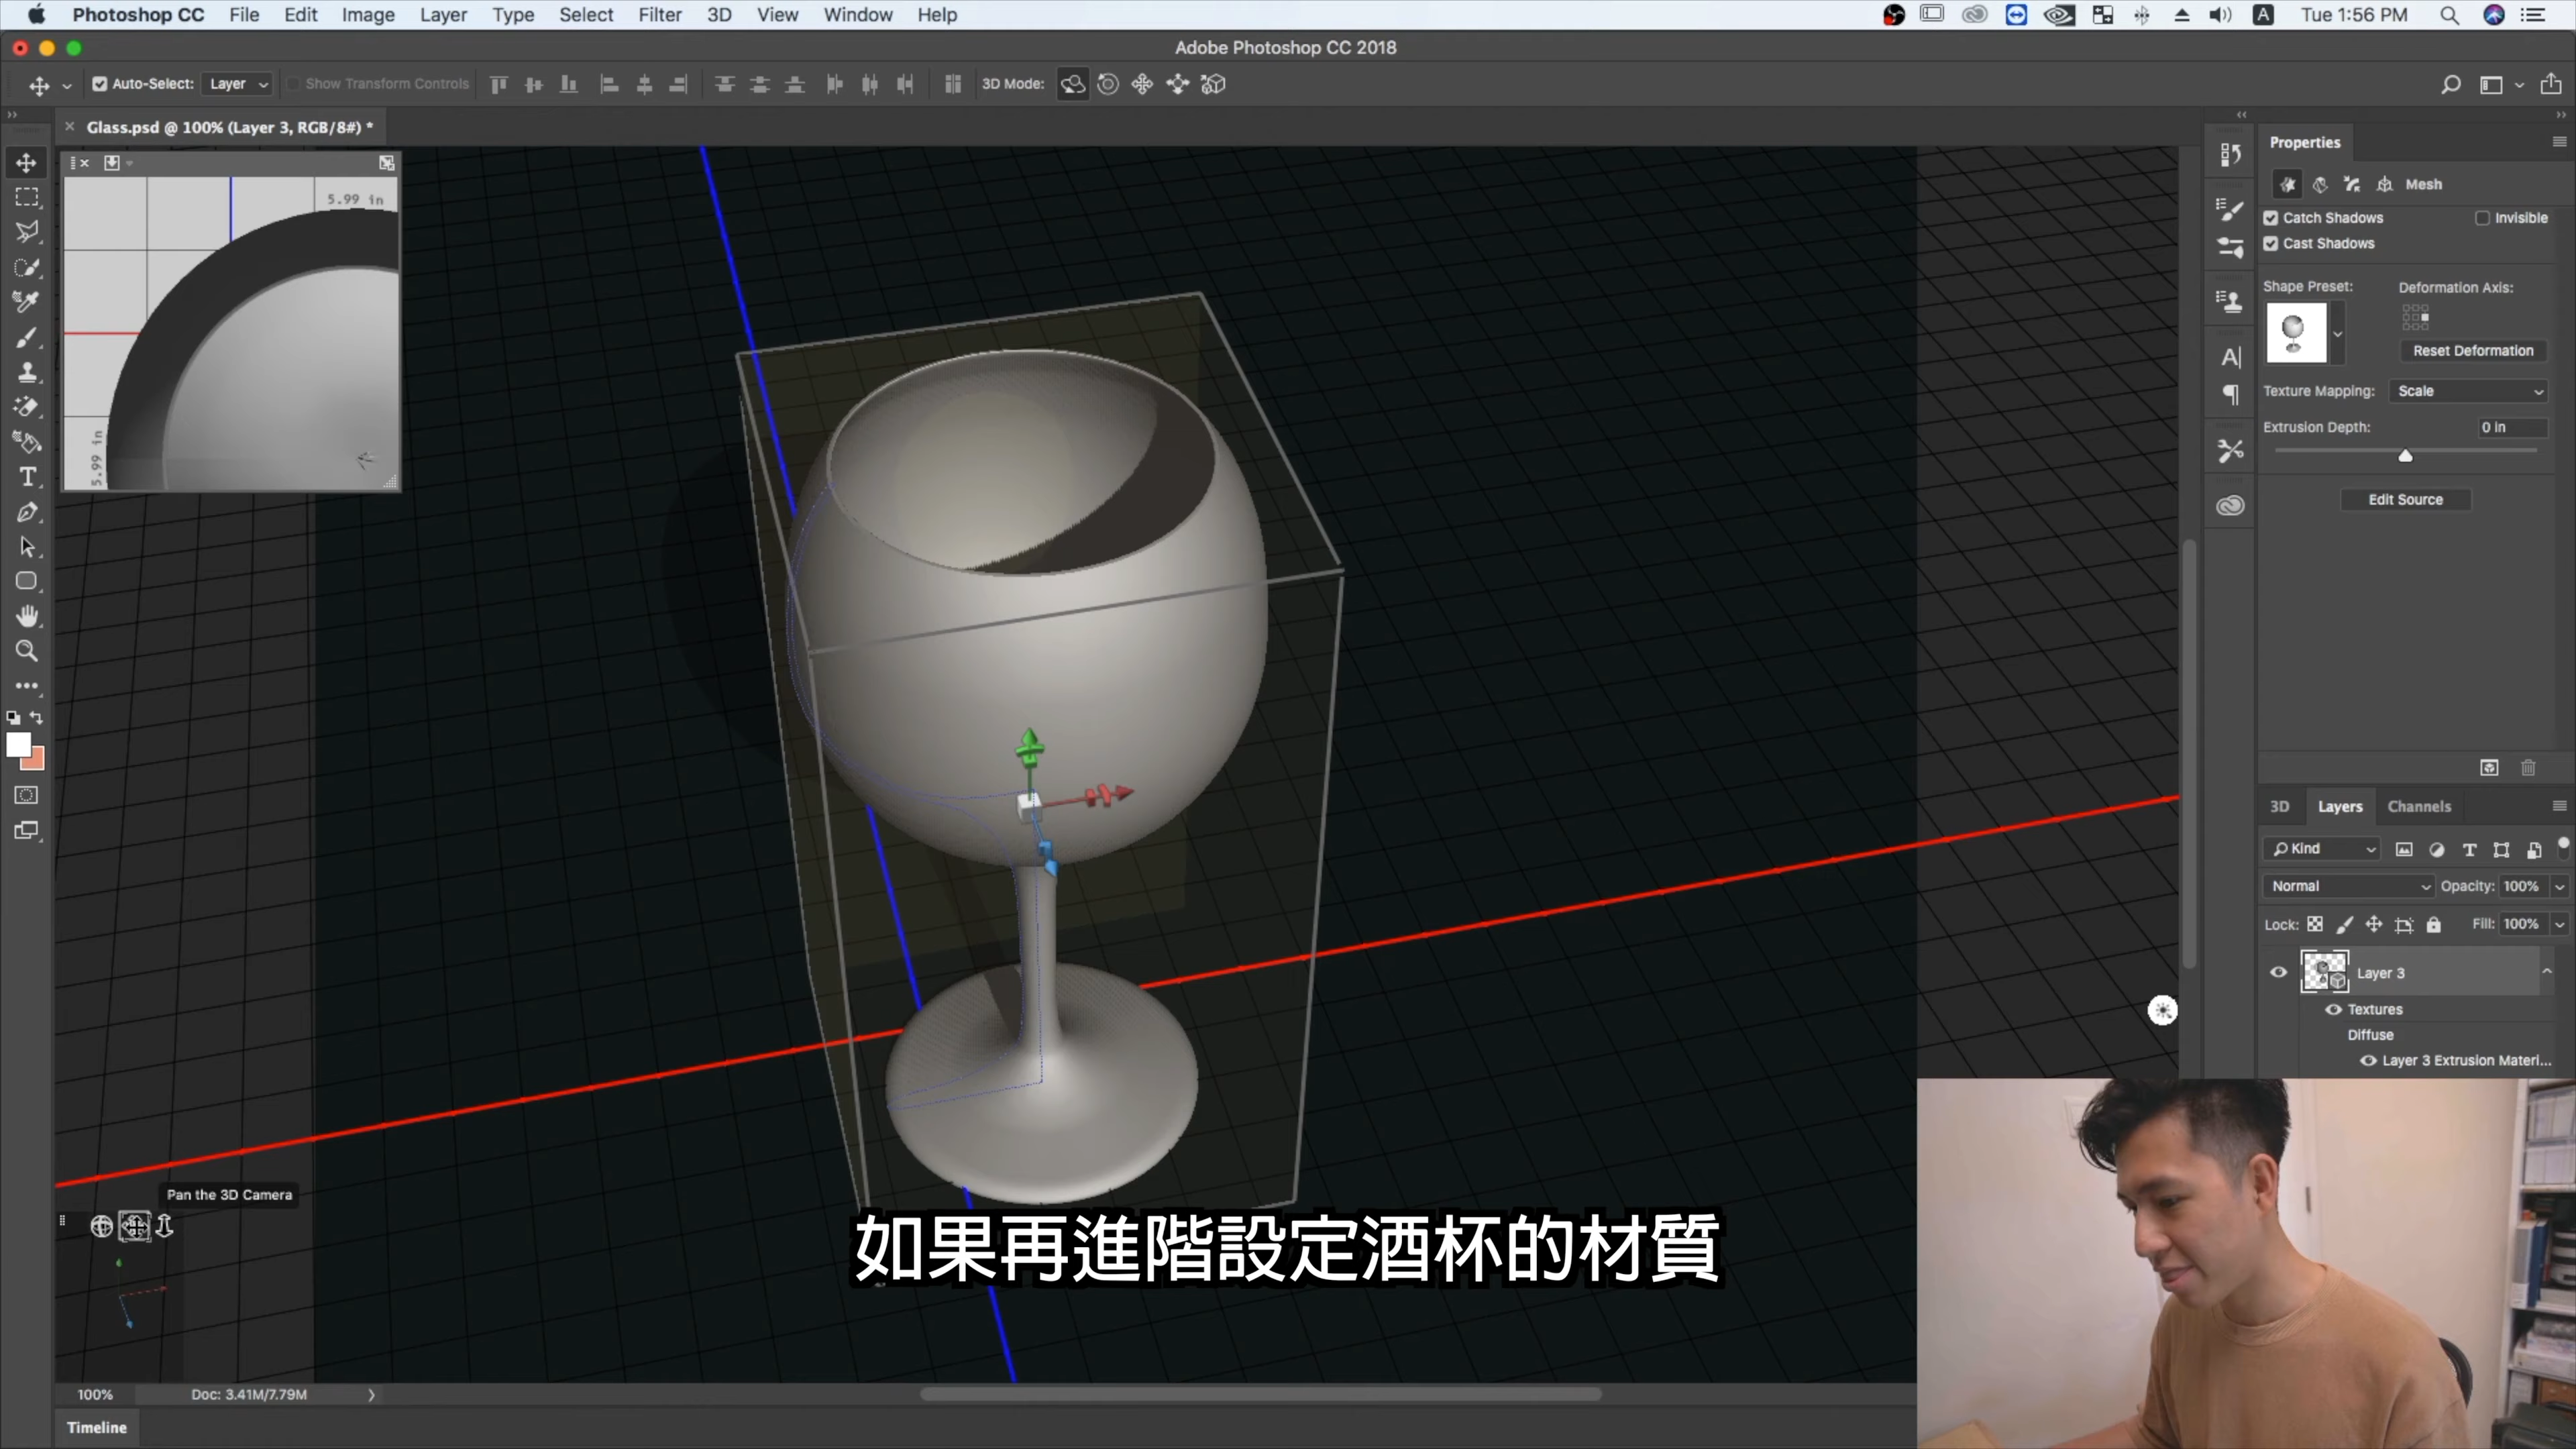 Photoshop CC File Edit Image Layer Type Select Filter 3D View Window Help A Tue 1:56 PM
Adobe Photoshop CC 2018
Auto-Select: Layer Show Transform Controls 3D Mode:
Glass.psd @ 100% (Layer 3, RGB/8#) *
5.99 in
5.99 in
Properties
Mesh
Catch Shadows Invisible
Cast Shadows
Shape Preset: Deformation Axis:
Reset Deformation
Texture Mapping: Scale
Extrusion Depth: 0 in
Edit Source
3D Layers Channels
Kind
Normal Opacity: 100%
Lock: Fill: 100%
Layer 3
Textures
Diffuse
Layer 3 Extrusion Materi...
Pan the 3D Camera
如果再進階設定酒杯的材質
100% Doc: 3.41M/7.79M
Timeline